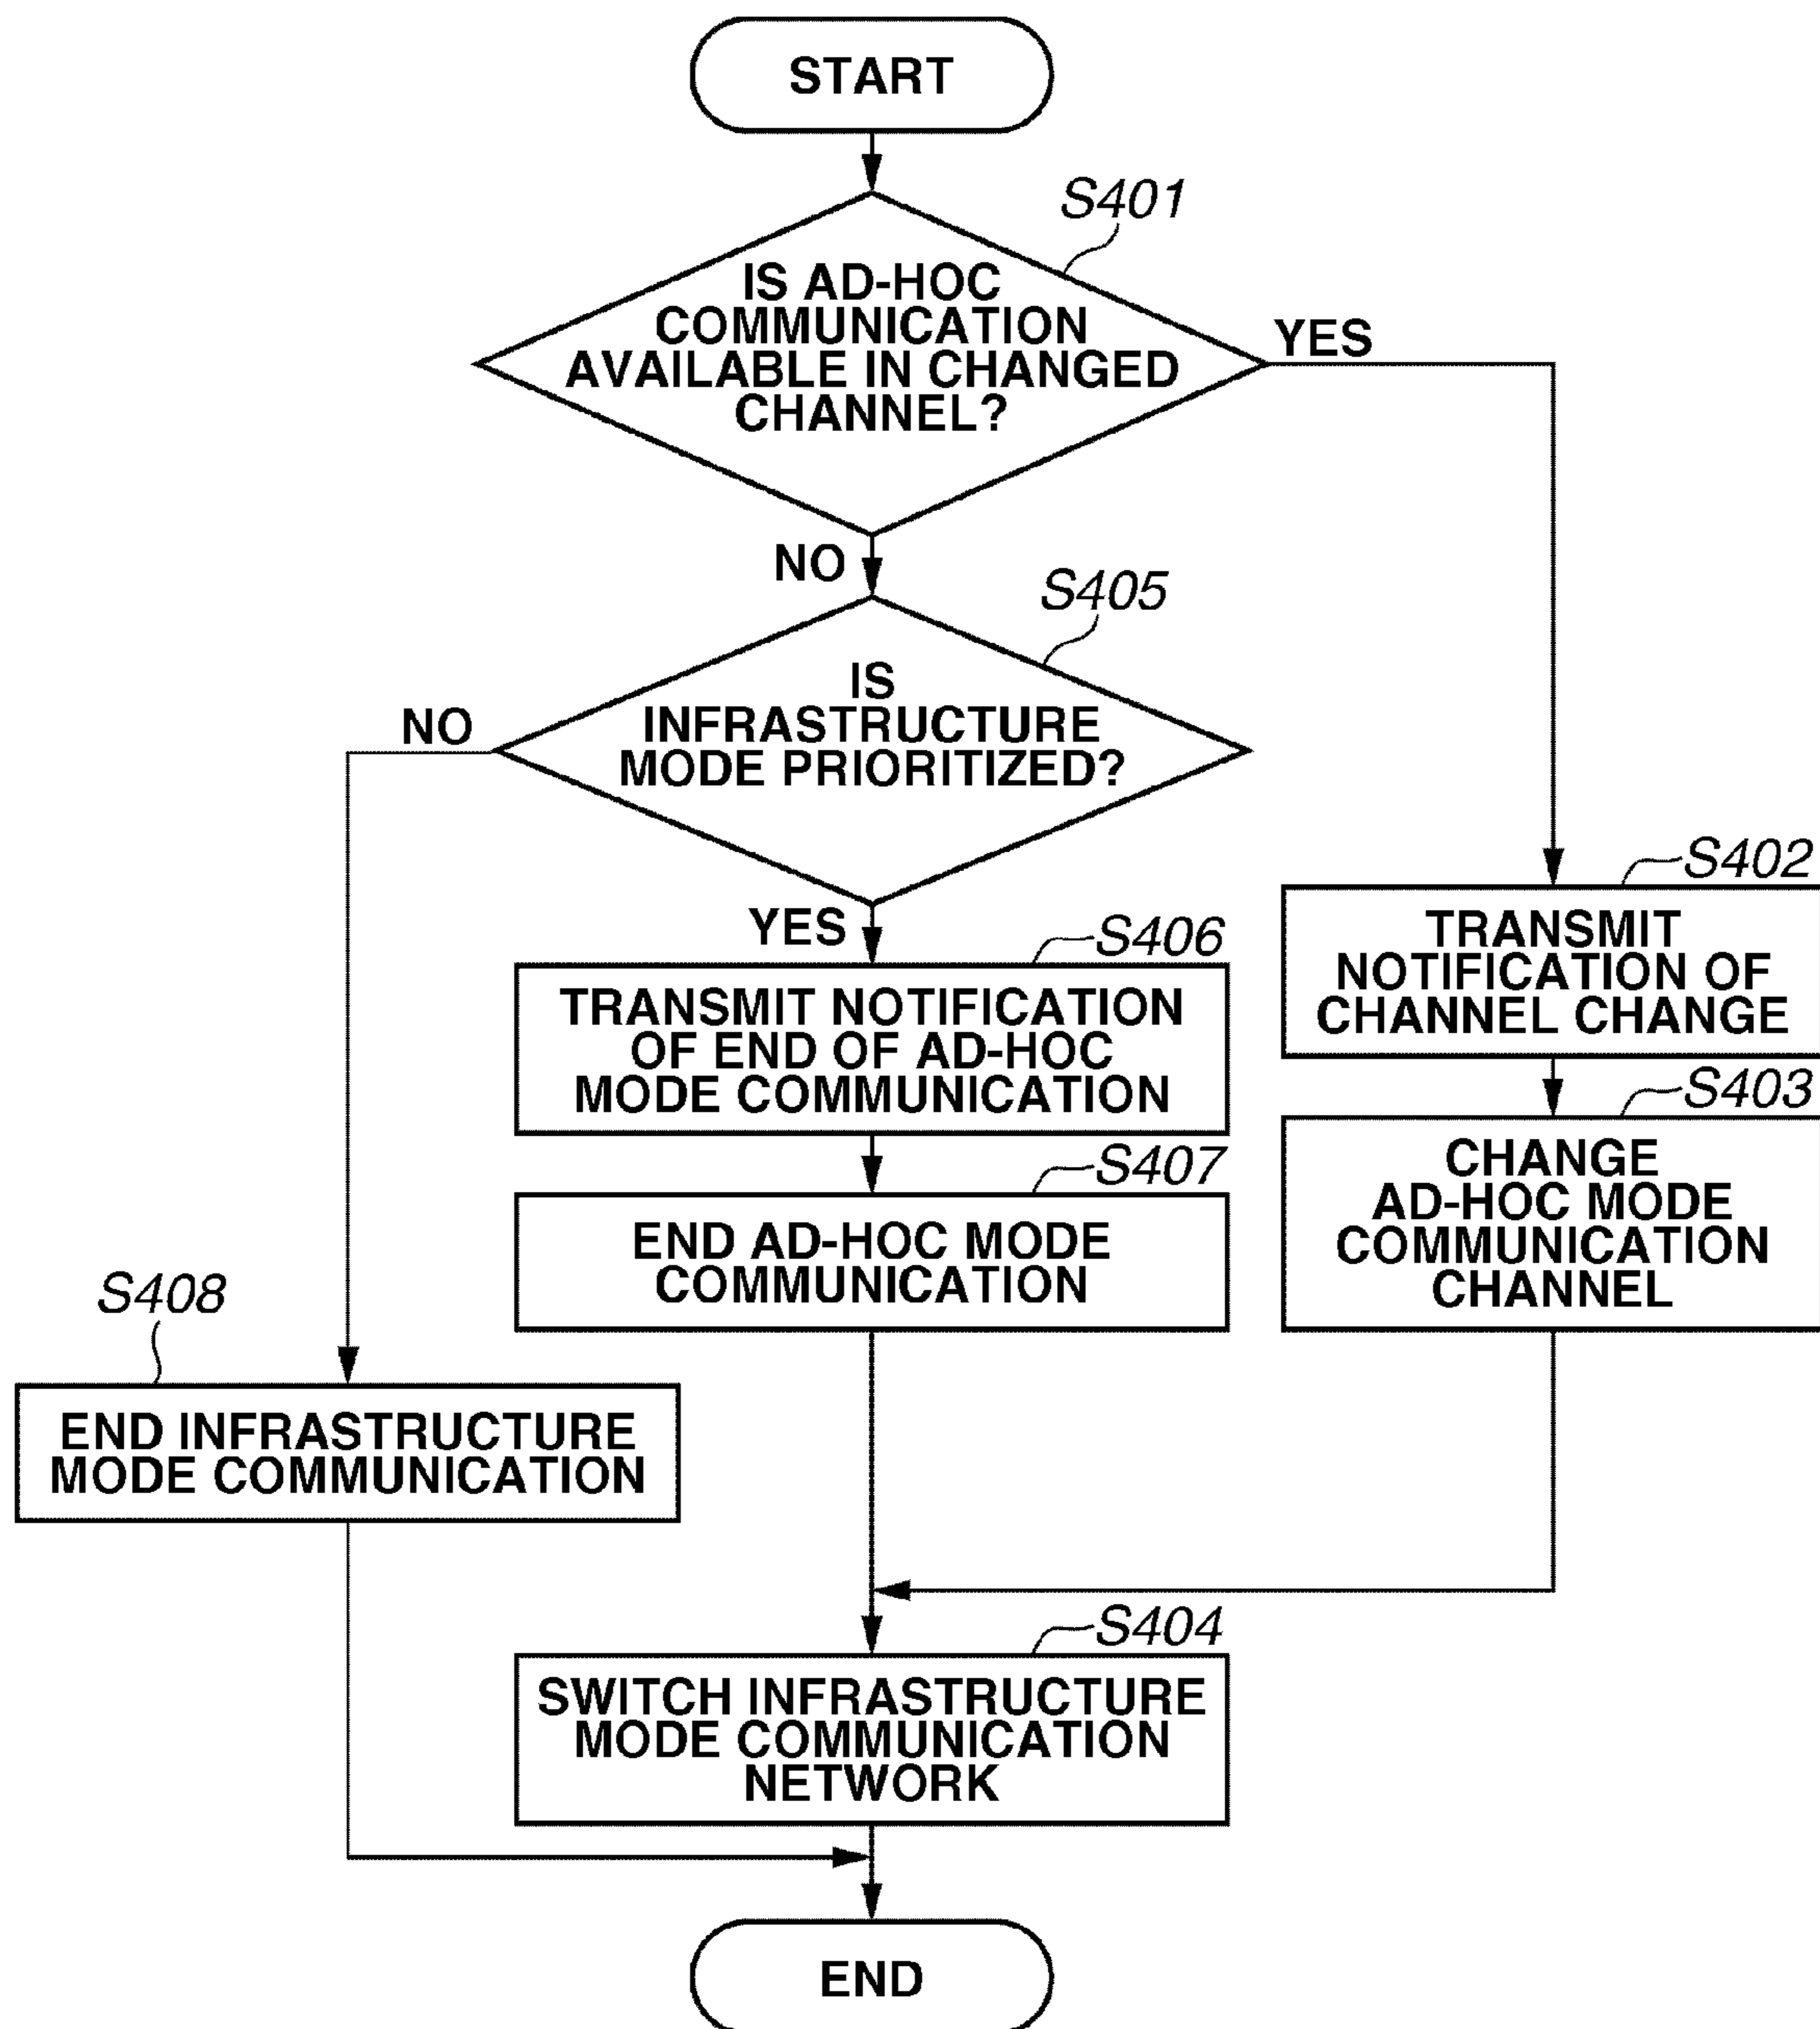 START
S401
IS AD-HOC
COMMUNICATION
AVAILABLE IN CHANGED
CHANNEL?
YES
NO
S405
IS
INFRASTRUCTURE
MODE PRIORITIZED?
NO
YES
S402
TRANSMIT
NOTIFICATION OF
CHANNEL CHANGE
S406
TRANSMIT NOTIFICATION
OF END OF AD-HOC
MODE COMMUNICATION
S403
CHANGE
AD-HOC MODE
COMMUNICATION
CHANNEL
S407
END AD-HOC MODE
COMMUNICATION
S408
END INFRASTRUCTURE
MODE COMMUNICATION
S404
SWITCH INFRASTRUCTURE
MODE COMMUNICATION
NETWORK
END